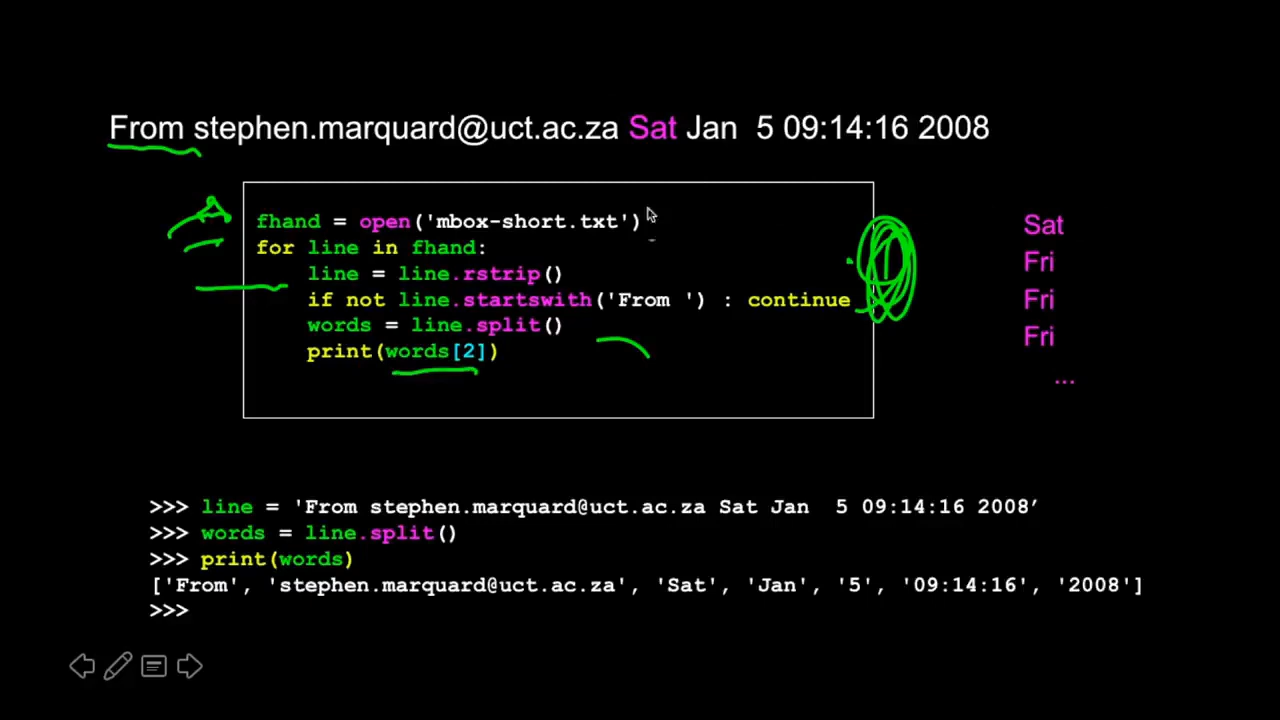 From stephen.marquard@uct.ac.za Sat Jan  5 09:14:16 2008
fhand = open('mbox-short.txt')
for line in fhand:
    line = line.rstrip()
    if not line.startswith('From ') : continue
    words = line.split()
    print(words[2])
Sat
Fri
Fri
Fri
...
>>> line = 'From stephen.marquard@uct.ac.za Sat Jan  5 09:14:16 2008’
>>> words = line.split()
>>> print(words)
['From', 'stephen.marquard@uct.ac.za', 'Sat', 'Jan', '5', '09:14:16', '2008']
>>>